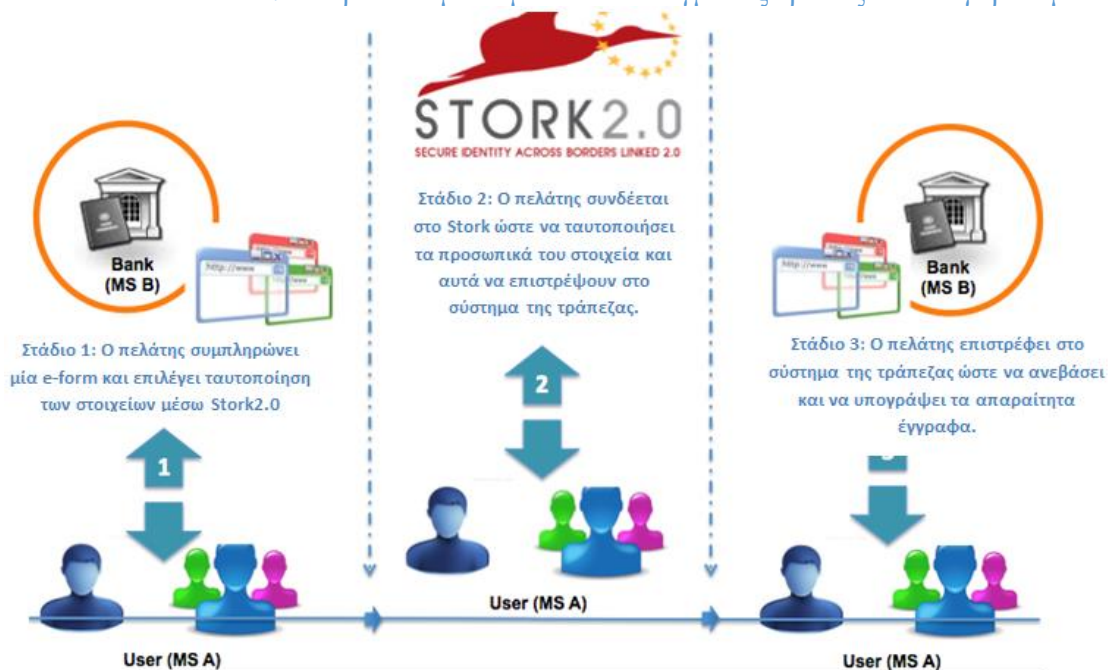 STORK2.0
SECURE IDENTITY ACROSS BORDERS LINKED 2.0
Bank
(MS B)
http://www
Στάδιο 1: Ο πελάτης συμπληρώνει
μία e-form και επιλέγει ταυτοποίηση
των στοιχείων μέσω Stork2.0
1
User (MS A)
Στάδιο 2: Ο πελάτης συνδέεται
στο Stork ώστε να ταυτοποιήσει
τα προσωπικά του στοιχεία και
αυτά να επιστρέψουν στο
σύστημα της τράπεζας.
2
User (MS A)
Bank
(MS B)
http://www
Στάδιο 3: Ο πελάτης επιστρέφει στο
σύστημα της τράπεζας ώστε να ανεβάσει
και να υπογράψει τα απαραίτητα
έγγραφα.
User (MS A)